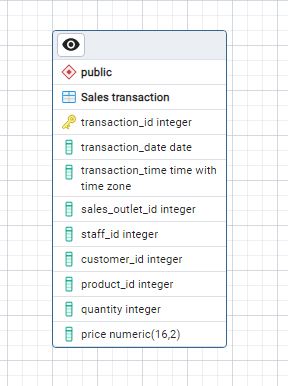 public
Sales transaction
transaction_id integer
transaction_date date
transaction_time time with
time zone
sales_outlet_id integer
staff_id integer
customer_id integer
product_id integer
quantity integer
price numeric(16,2)